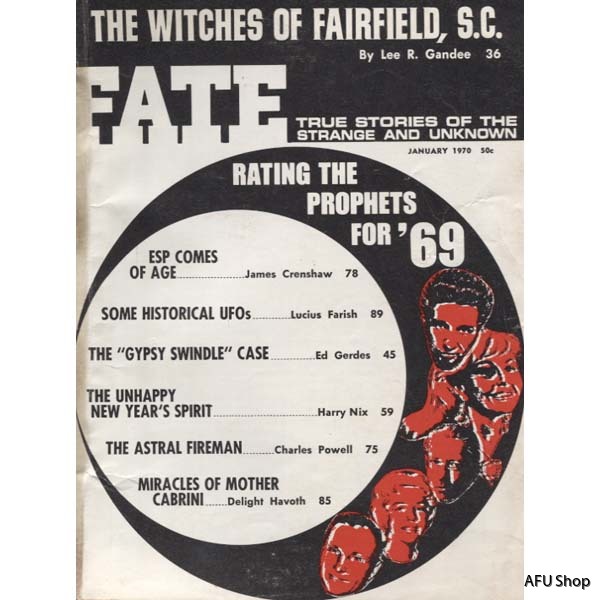 THE WITCHES OF FAIRFIELD, S.C.
By Lee R. Gandee 36
FATE
TRUE STORIES OF THE
STRANGE AND UNKNOWN
JANUARY 1970 50c
RATING THE
PROPHETS
FOR '69
ESP COMES
OF AGE..........James Crenshaw 78
SOME HISTORICAL UFOs..........Lucius Farish 89
THE "GYPSY SWINDLE" CASE..........Ed Gerdes 45
THE UNHAPPY
NEW YEAR'S SPIRIT..........Harry Nix 59
THE ASTRAL FIREMAN..........Charles Powell 75
MIRACLES OF MOTHER
CABRINI......Delight Havoth 85
AFU Shop